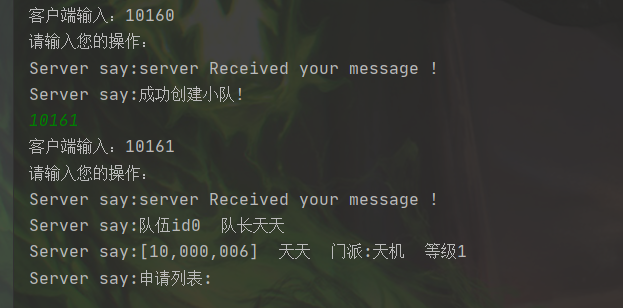 客户端输入：10160
请输入您的操作：
Server say:server Received your message !
Server say:成功创建小队!
10161
客户端输入：10161
请输入您的操作：
Server say:server Received your message !
Server say:队伍id0  队长天天
Server say:[10,000,006]  天天  门派:天机  等级1
Server say:申请列表: